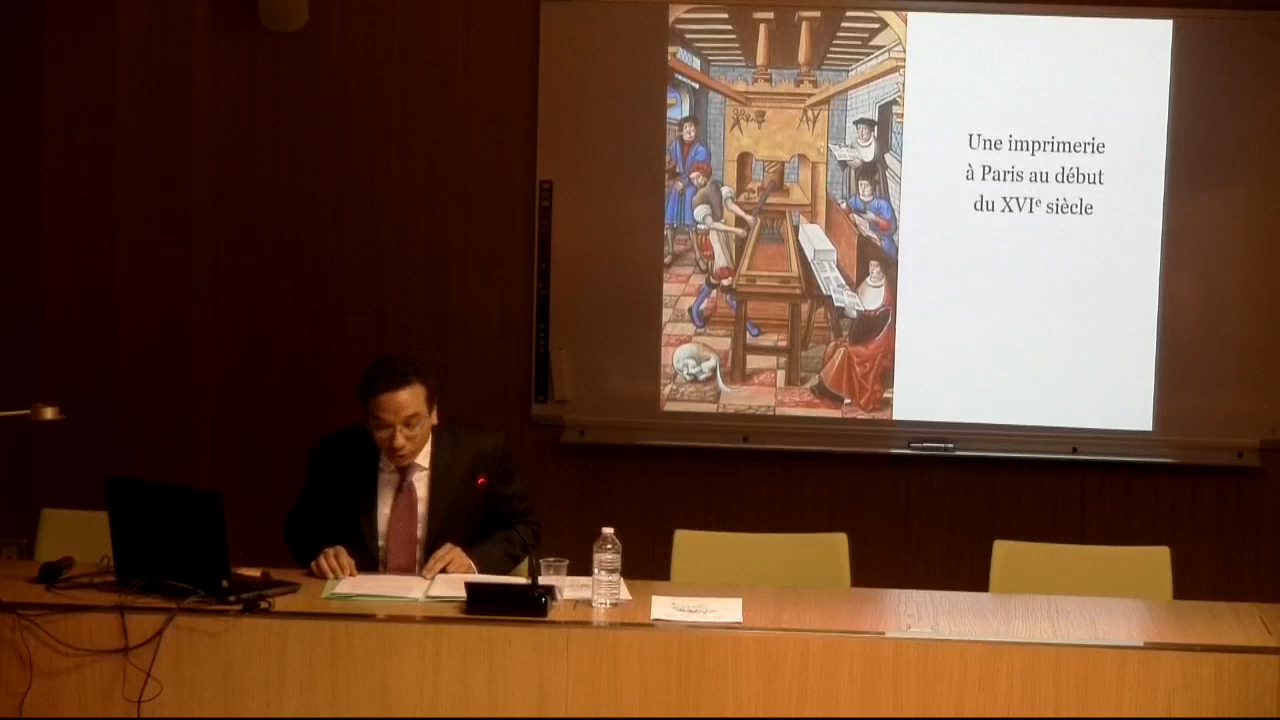 Une imprimerie
à Paris au début
du XVIᵉ siècle